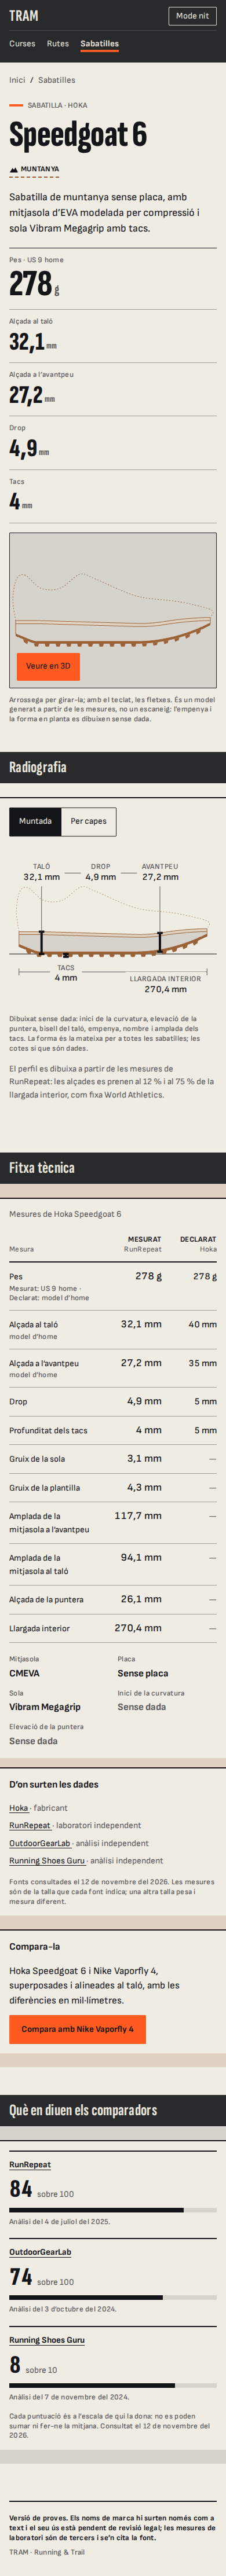 TRAM
Mode nit
Curses Rutes Sabatilles
Inici / Sabatilles
SABATILLA · HOKA
Speedgoat 6
MUNTANYA
Sabatilla de muntanya sense placa, amb
mitjasola d’EVA modelada per compressió i
sola Vibram Megagrip amb tacs.
Pes · US 9 home
278 g
Alçada al taló
32,1 mm
Alçada a l’avantpeu
27,2 mm
Drop
4,9 mm
Tacs
4 mm
Veure en 3D
Arrossega per girar-la; amb el teclat, les fletxes. És un model
generat a partir de les mesures, no un escaneig: l’empenya i
la forma en planta es dibuixen sense dada.
Radiografia
Muntada Per capes
TALÓ DROP AVANTPEU
32,1 mm 4,9 mm 27,2 mm
TACS
4 mm
LLARGADA INTERIOR
270,4 mm
Dibuixat sense dada: inici de la curvatura, elevació de la
puntera, bisell del taló, empenya, nombre i amplada dels
tacs. La forma és la mateixa per a totes les sabatilles; les
cotes sí que són dades.
El perfil es dibuixa a partir de les mesures de
RunRepeat: les alçades es prenen al 12 % i al 75 % de la
llargada interior, com fixa World Athletics.
Fitxa tècnica
Mesures de Hoka Speedgoat 6
MESURAT DECLARAT
Mesura RunRepeat Hoka
Pes 278 g 278 g
Mesurat: US 9 home ·
Declarat: model d’home
Alçada al taló 32,1 mm 40 mm
model d’home
Alçada a l’avantpeu 27,2 mm 35 mm
model d’home
Drop 4,9 mm 5 mm
Profunditat dels tacs 4 mm 5 mm
Gruix de la sola 3,1 mm —
Gruix de la plantilla 4,3 mm —
Amplada de la 117,7 mm —
mitjasola a l’avantpeu
Amplada de la 94,1 mm —
mitjasola al taló
Alçada de la puntera 26,1 mm —
Llargada interior 270,4 mm —
Mitjasola Placa
CMEVA Sense placa
Sola Inici de la curvatura
Vibram Megagrip Sense dada
Elevació de la puntera
Sense dada
D’on surten les dades
Hoka · fabricant
RunRepeat · laboratori independent
OutdoorGearLab · anàlisi independent
Running Shoes Guru · anàlisi independent
Fonts consultades el 12 de novembre del 2026. Les mesures
són de la talla que cada font indica; una altra talla pesa i
mesura diferent.
Compara-la
Hoka Speedgoat 6 i Nike Vaporfly 4,
superposades i alineades al taló, amb les
diferències en mil·límetres.
Compara amb Nike Vaporfly 4
Què en diuen els comparadors
RunRepeat
84 sobre 100
Anàlisi del 4 de juliol del 2025.
OutdoorGearLab
74 sobre 100
Anàlisi del 3 d’octubre del 2024.
Running Shoes Guru
8 sobre 10
Anàlisi del 7 de novembre del 2024.
Cada puntuació és a l’escala de qui la dona: no es poden
sumar ni fer-ne la mitjana. Consultat el 12 de novembre del
2026.
Versió de proves. Els noms de marca hi surten només com a
text i el seu ús està pendent de revisió legal; les mesures de
laboratori són de tercers i se’n cita la font.
TRAM · Running & Trail